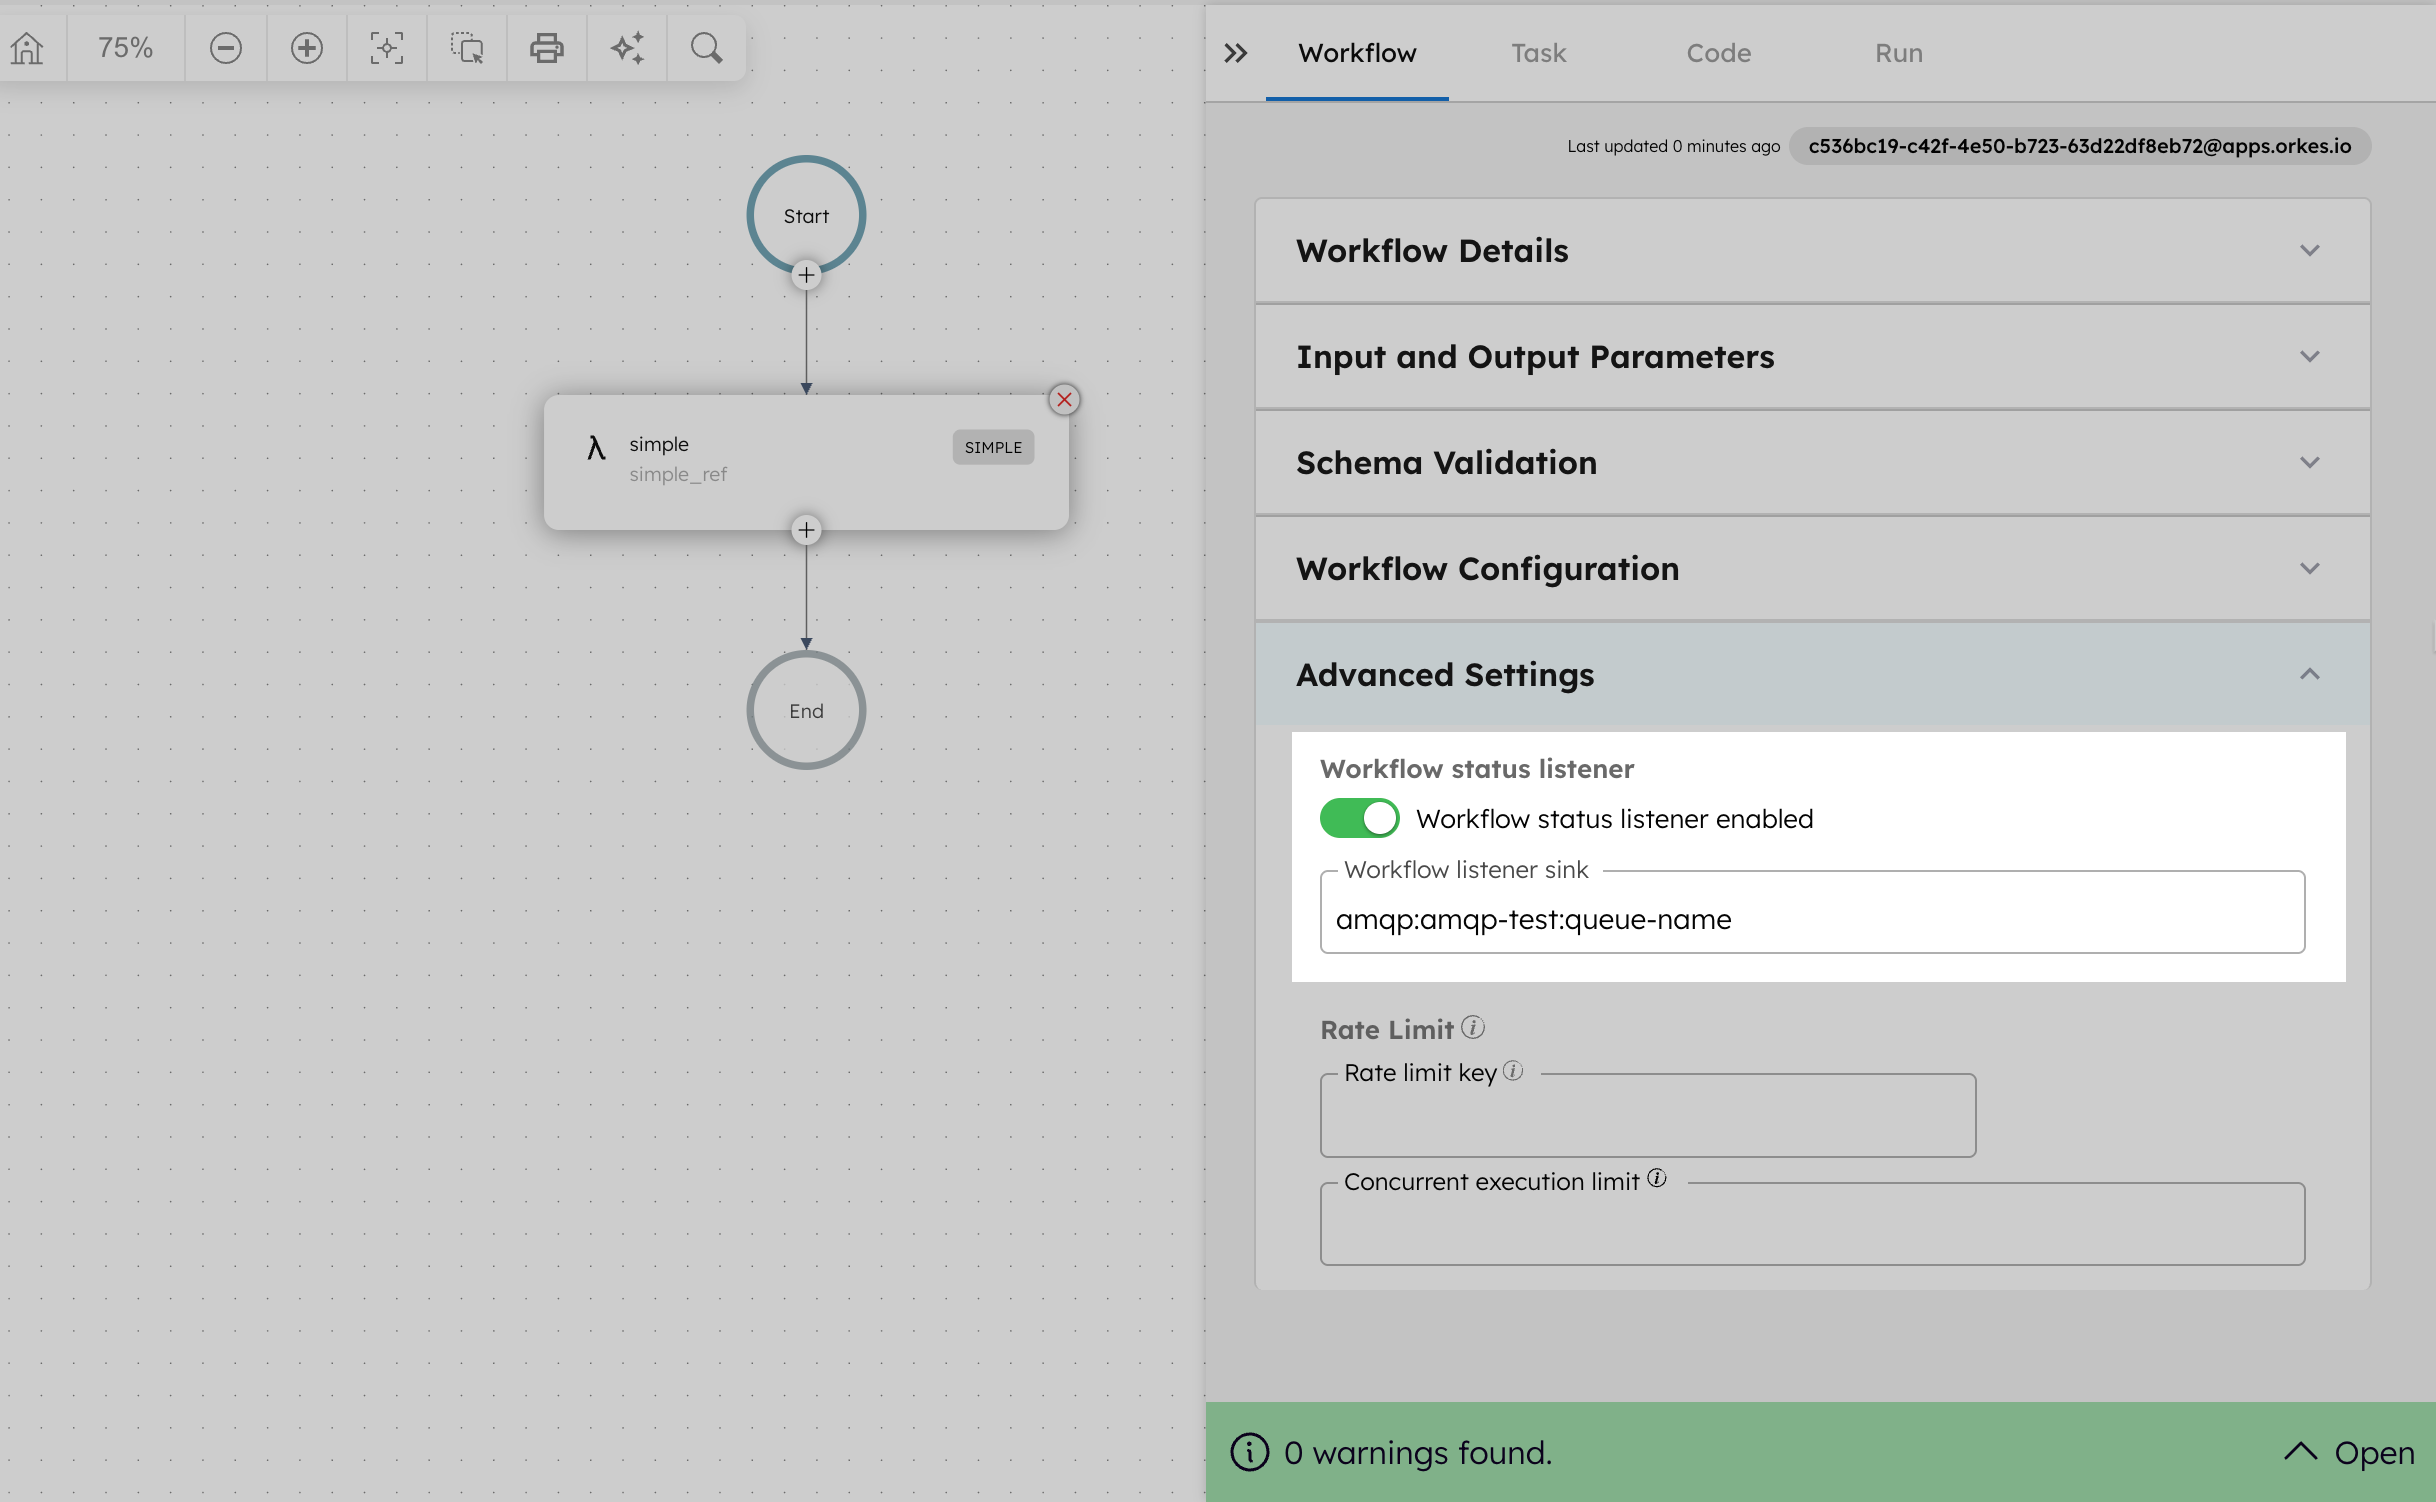 75%
Start
simple
SIMPLE
simple_ref
End
Workflow
Task
Code
Run
Last updated 0 minutes ago
c536bc19-c42f-4e50-b723-63d22df8eb72@apps.orkes.io
Workflow Details
Input and Output Parameters
Schema Validation
Workflow Configuration
Advanced Settings
Workflow status listener
Workflow status listener enabled
Workflow listener sink
amqp:amqp-test:queue-name
Rate Limit
Rate limit key
Concurrent execution limit
0 warnings found.
Open